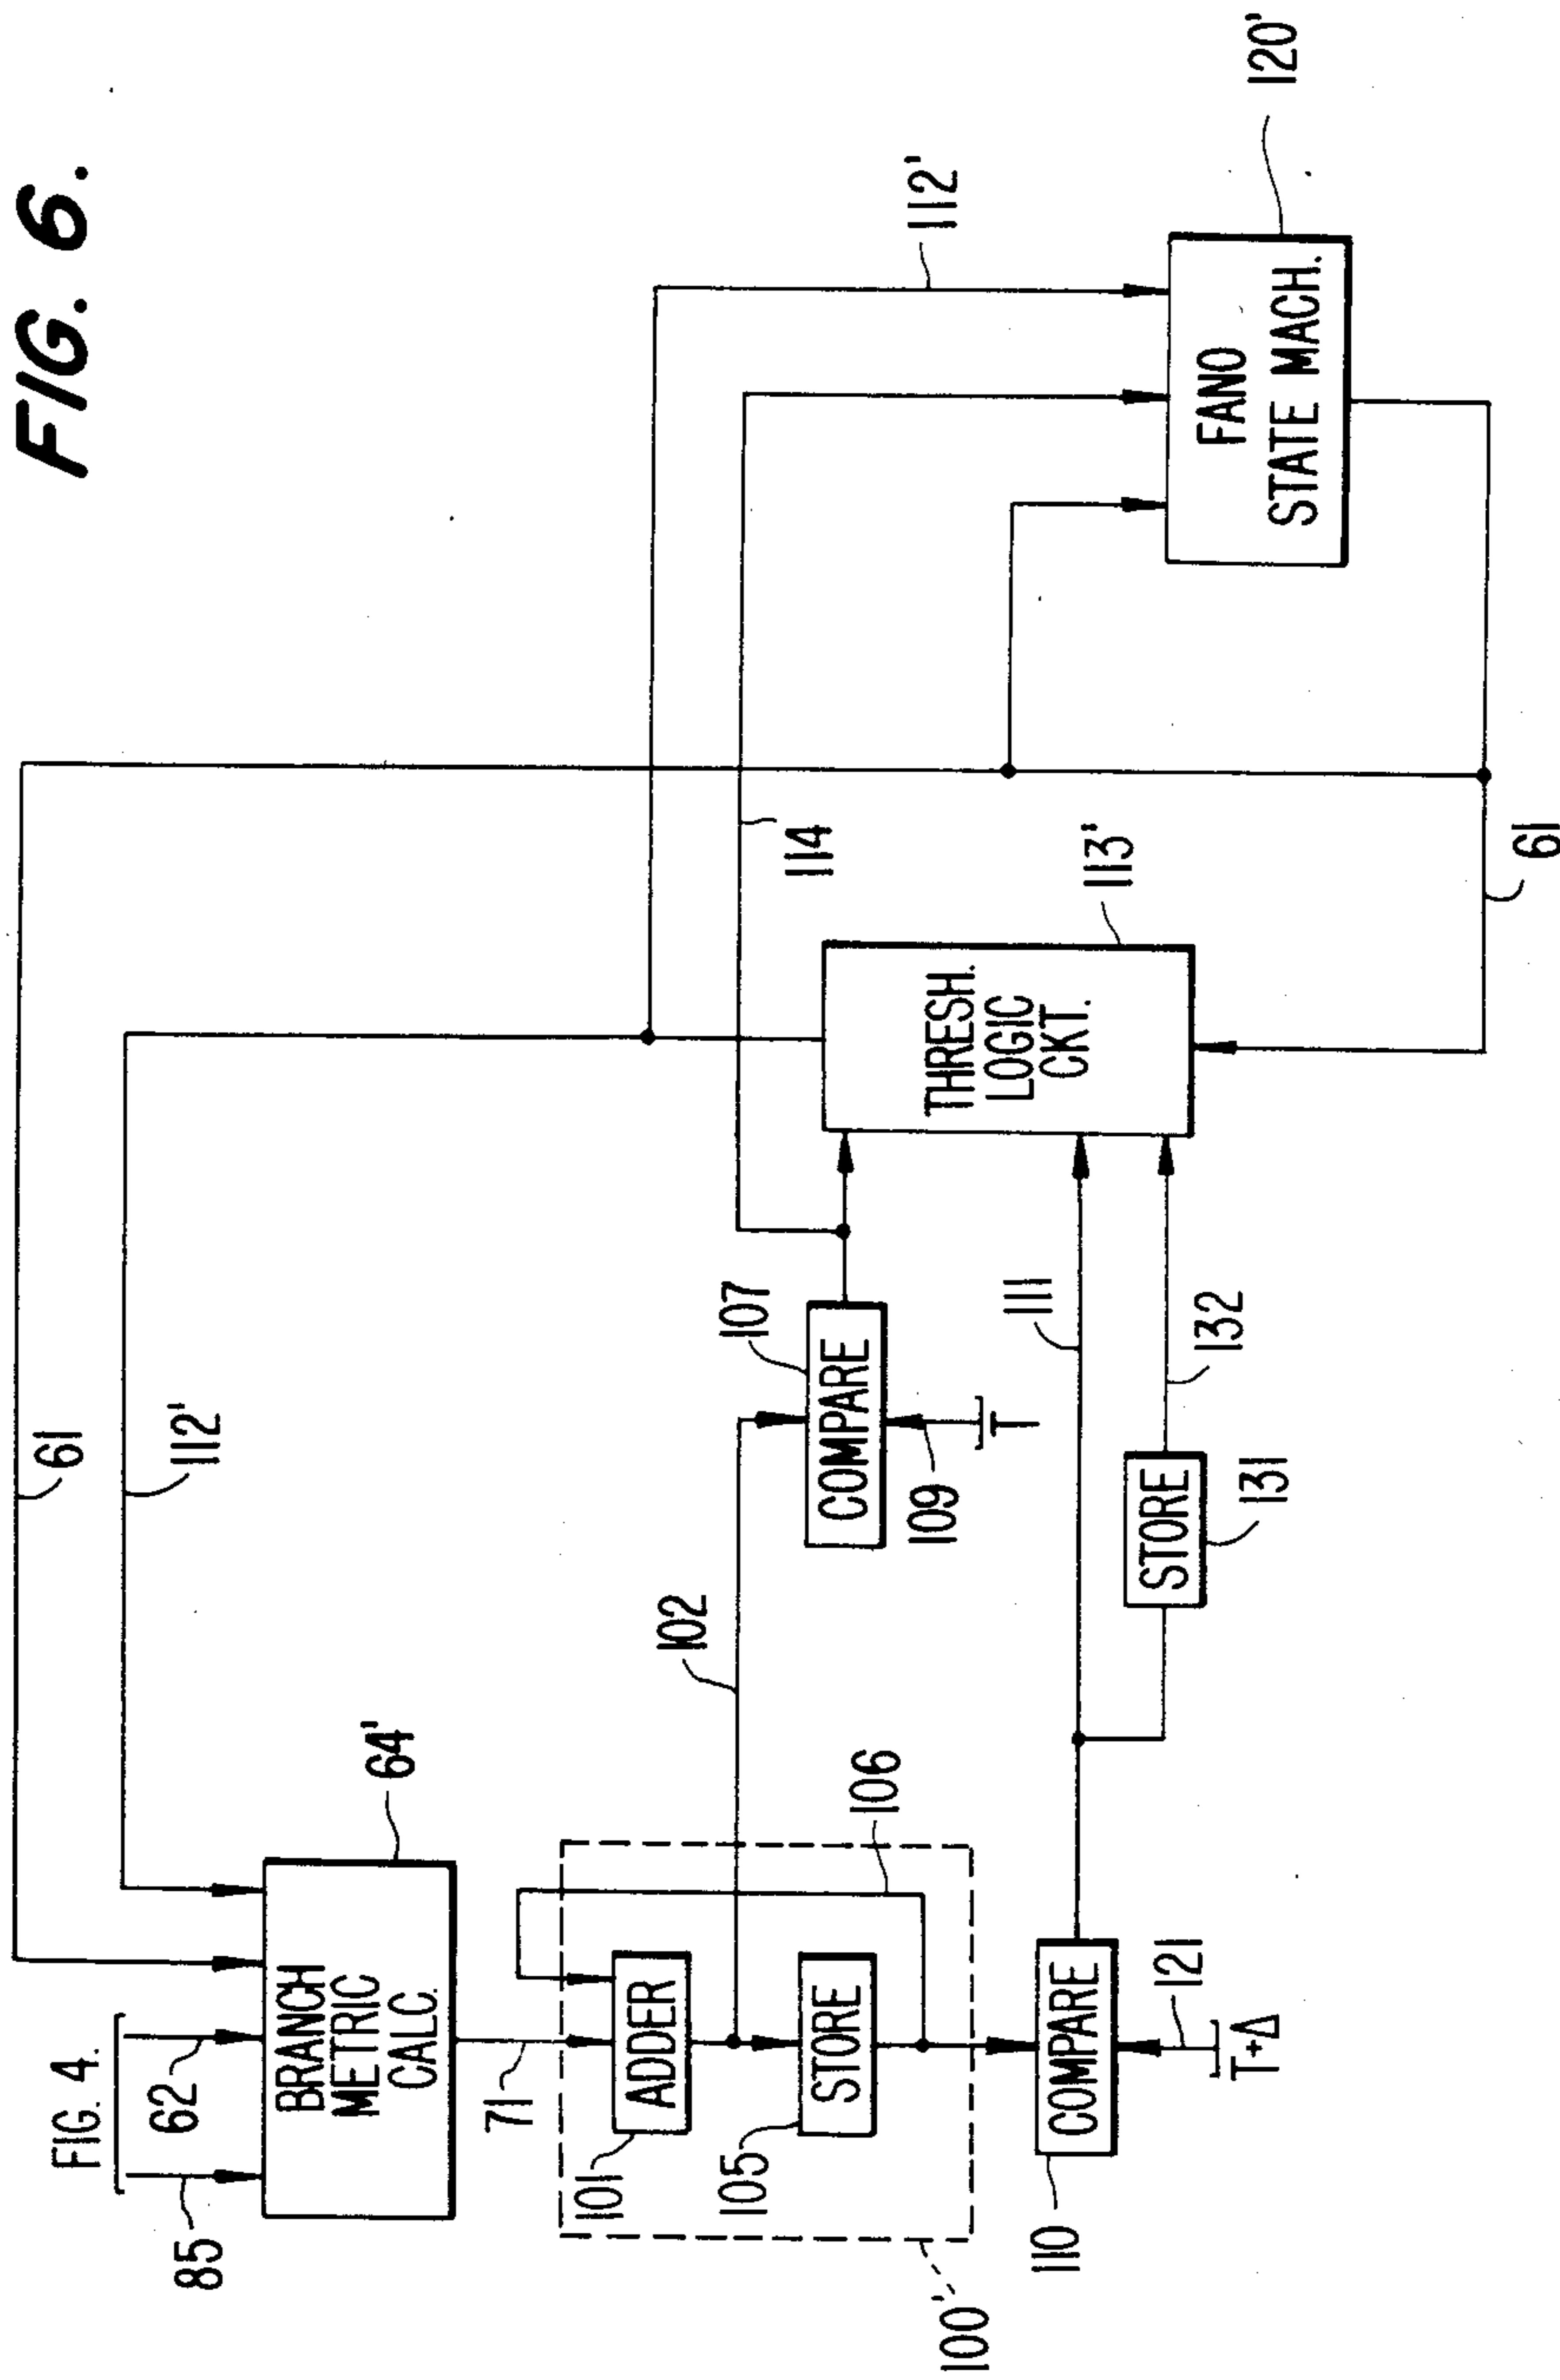 FIG. 6.
61
112'
FIG. 4.
85
62
BRANCH
METRIC
CALC.
64'
71
101
ADDER
102
105
STORE
106
100'
110
COMPARE
121
T+Δ
107
COMPARE
109
T
111
STORE
131
132
114
THRESH.
LOGIC
CKT.
113'
61
112'
FANO
STATE MACH.
120'